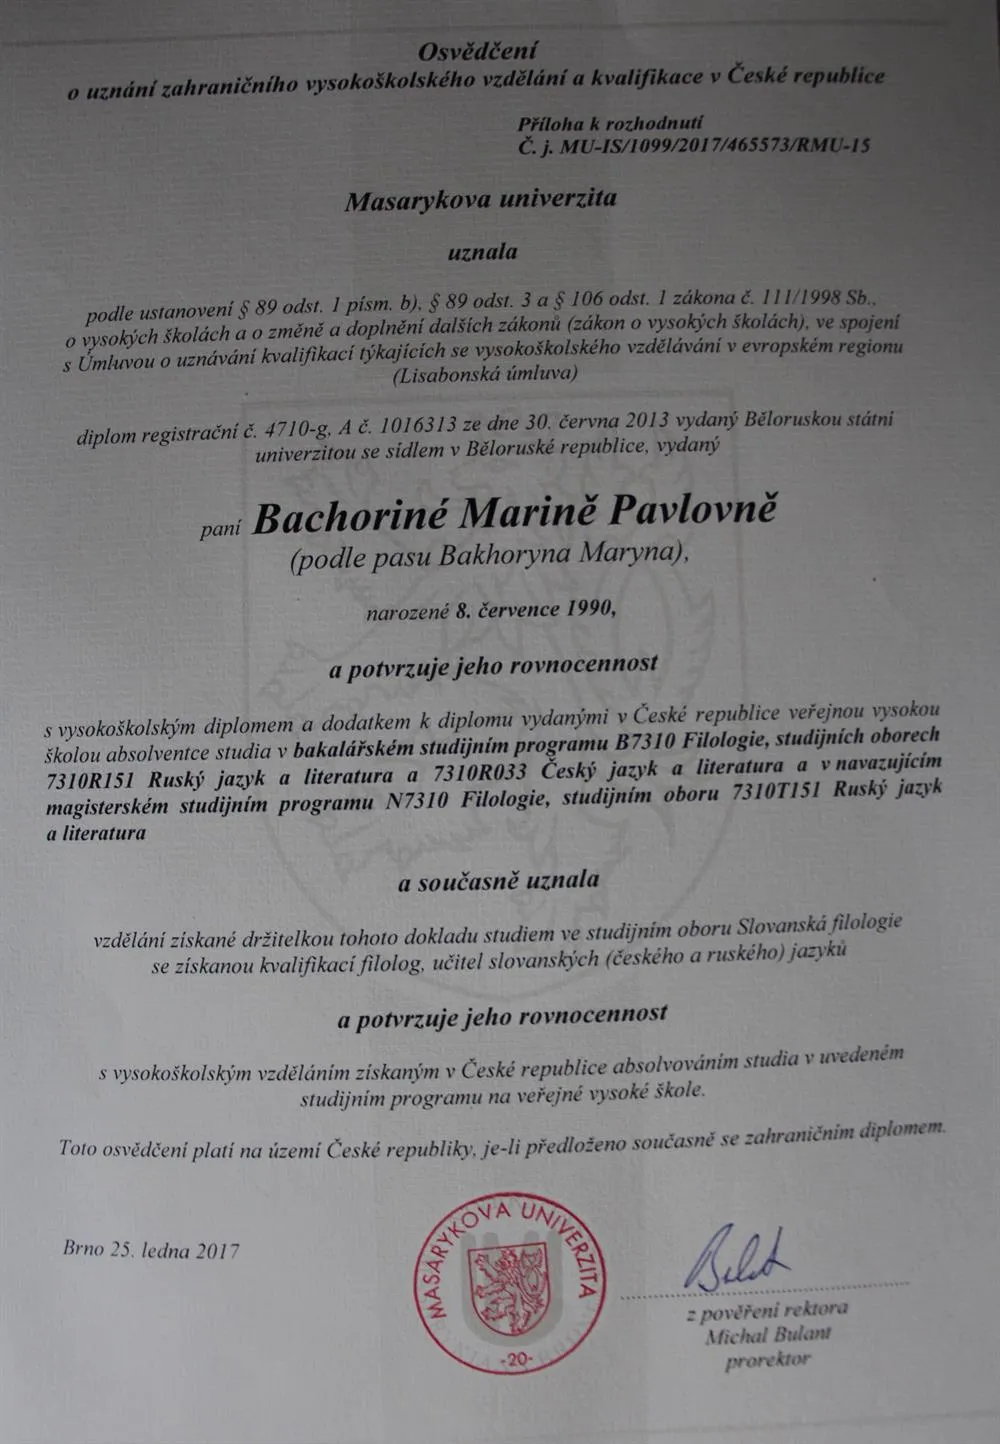 Osvědčení
o uznání zahraničního vysokoškolského vzdělání a kvalifikace v České republice
Příloha k rozhodnutí
Č. j. MU-IS/1099/2017/465573/RMU-15
Masarykova univerzita
uznala
podle ustanovení § 89 odst. 1 písm. b), § 89 odst. 3 a § 106 odst. 1 zákona č. 111/1998 Sb.,
o vysokých školách a o změně a doplnění dalších zákonů (zákon o vysokých školách), ve spojení
s Úmluvou o uznávání kvalifikací týkajících se vysokoškolského vzdělávání v evropském regionu
(Lisabonská úmluva)
diplom registrační č. 4710-g, A č. 1016313 ze dne 30. června 2013 vydaný Běloruskou státní
univerzitou se sídlem v Běloruské republice, vydaný
paní Bachoriné Marině Pavlovně
(podle pasu Bakhoryna Maryna),
narozené 8. července 1990,
a potvrzuje jeho rovnocennost
s vysokoškolským diplomem a dodatkem k diplomu vydanými v České republice veřejnou vysokou
školou absolventce studia v bakalářském studijním programu B7310 Filologie, studijních oborech
7310R151 Ruský jazyk a literatura a 7310R033 Český jazyk a literatura a v navazujícím
magisterském studijním programu N7310 Filologie, studijním oboru 7310T151 Ruský jazyk
a literatura
a současně uznala
vzdělání získané držitelkou tohoto dokladu studiem ve studijním oboru Slovanská filologie
se získanou kvalifikací filolog, učitel slovanských (českého a ruského) jazyků
a potvrzuje jeho rovnocennost
s vysokoškolským vzděláním získaným v České republice absolvováním studia v uvedeném
studijním programu na veřejné vysoké škole.
Toto osvědčení platí na území České republiky, je-li předloženo současně se zahraničním diplomem.
Brno 25. ledna 2017
MASARYKOVA UNIVERZITA
-20-
z pověření rektora
Michal Bulant
prorektor